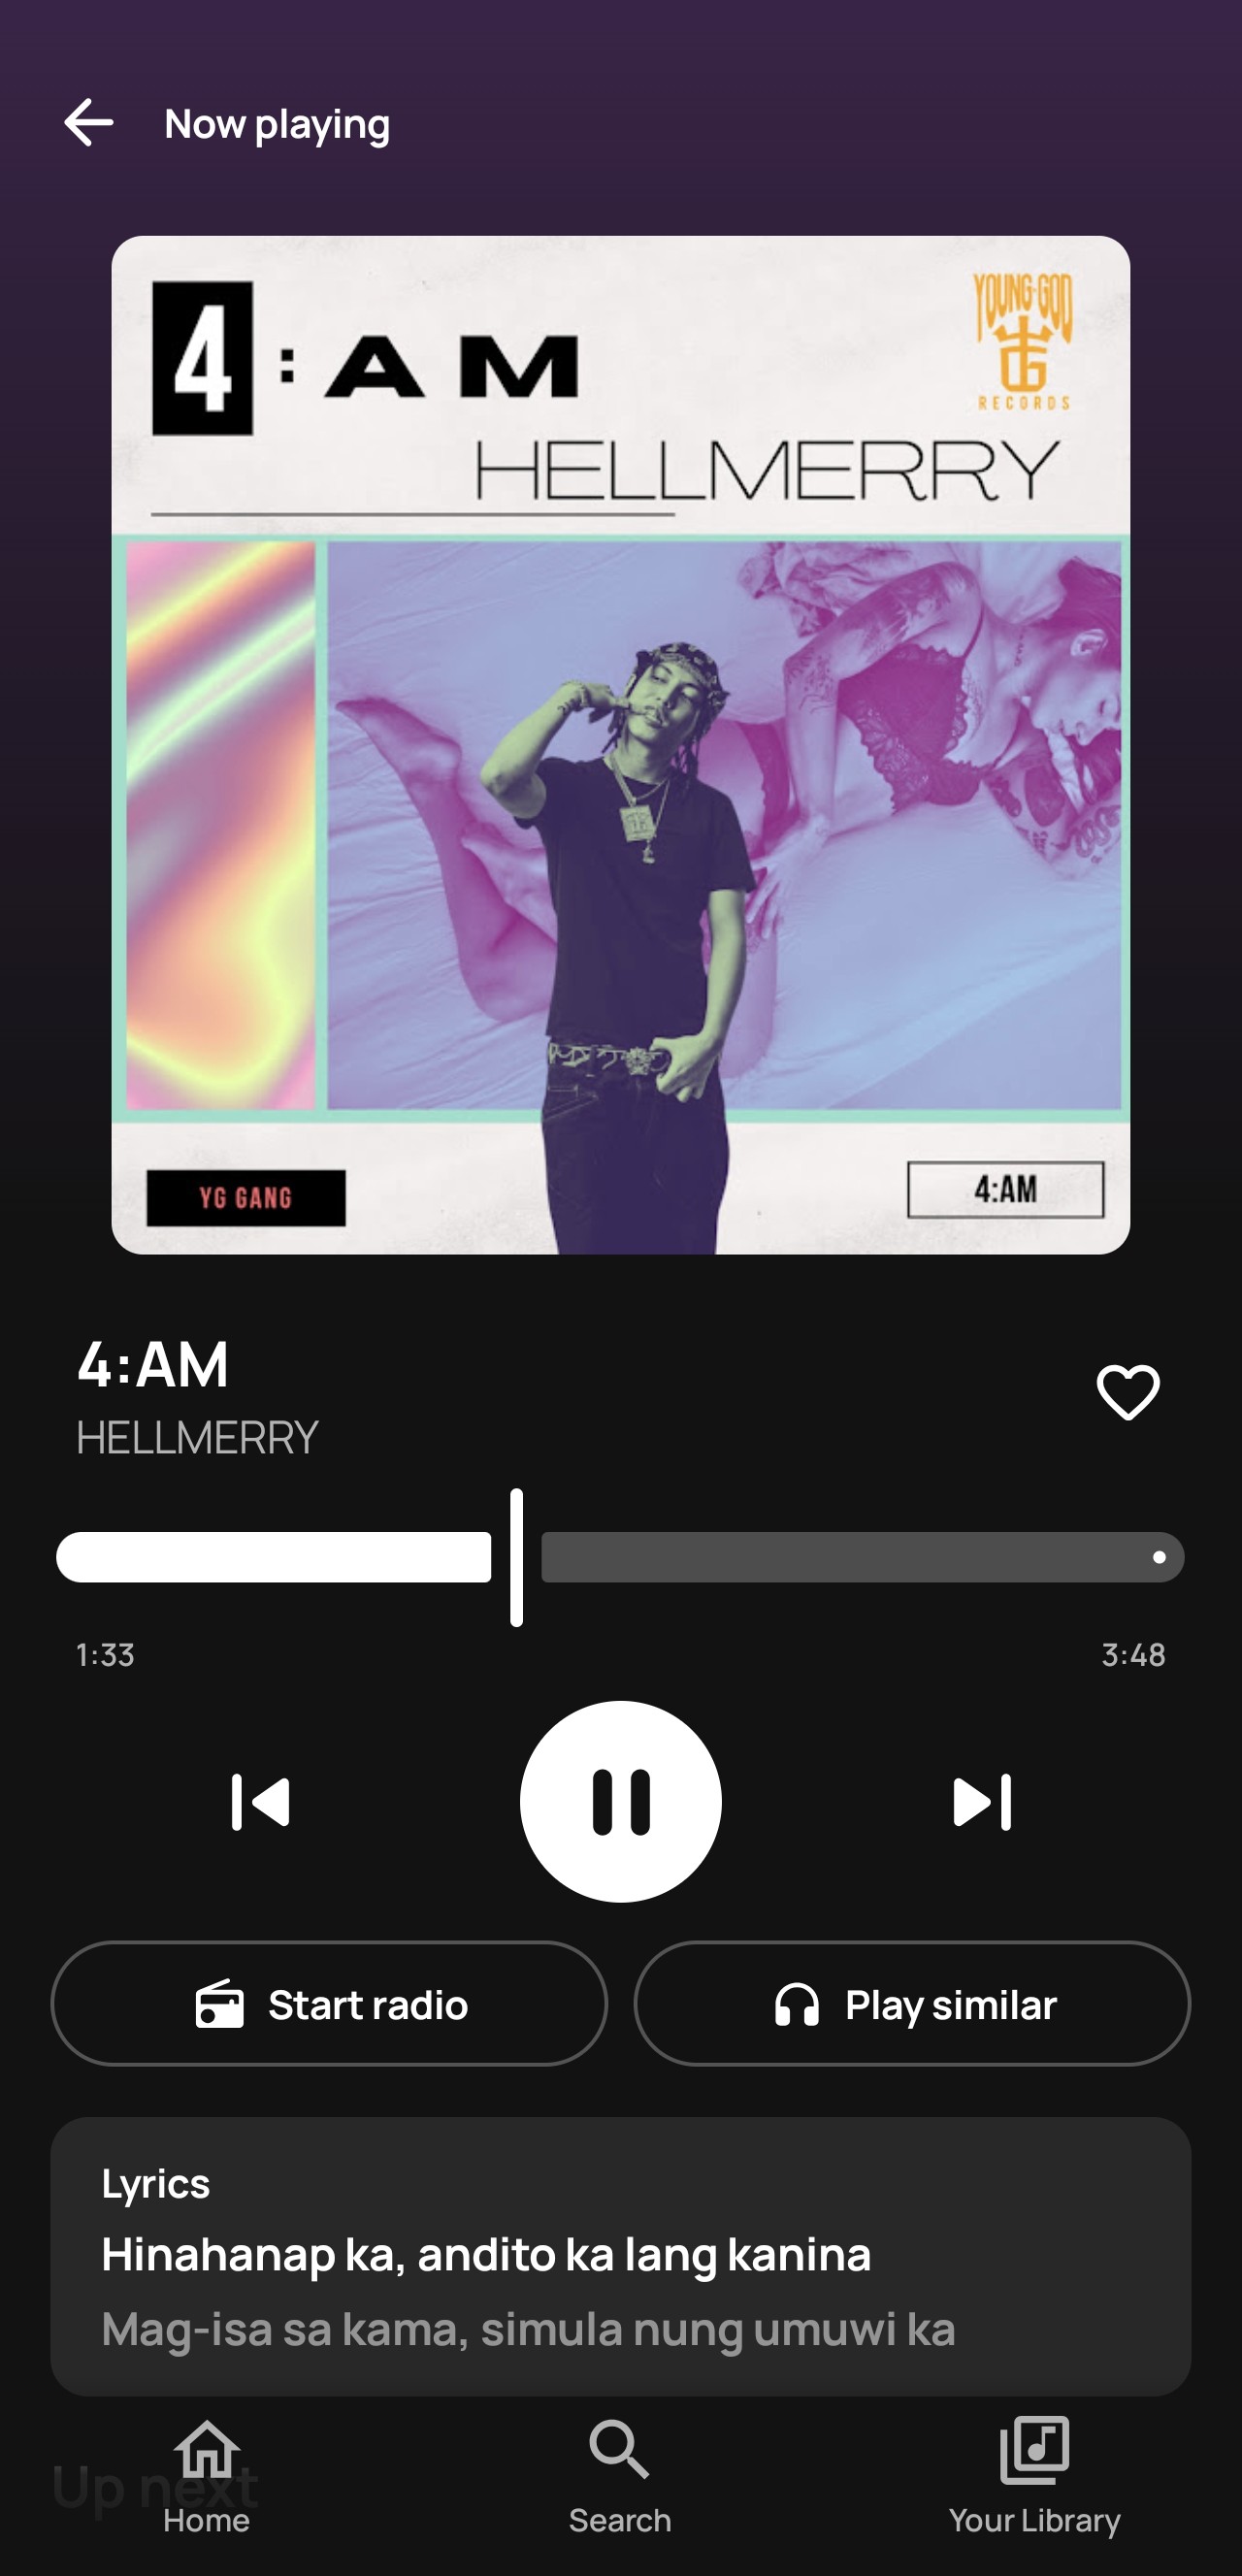 Now playing
4:AM
YOUNG GOD
RECORDS
HELLMERRY
YG GANG
4:AM
4:AM
HELLMERRY
1:33
3:48
Start radio
Play similar
Lyrics
Hinahanap ka, andito ka lang kanina
Mag-isa sa kama, simula nung umuwi ka
Up next
Home
Search
Your Library